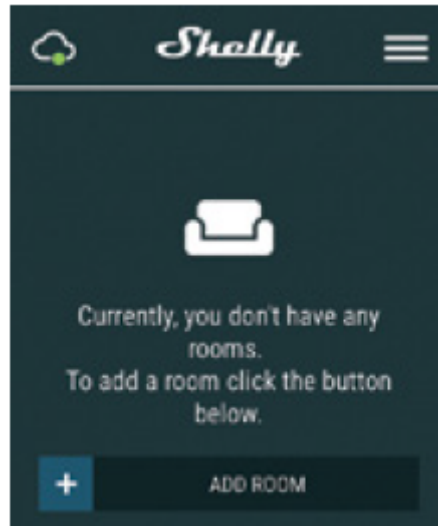 Shelly
Currently, you don't have any
rooms.
To add a room click the button
below.
+ ADD ROOM